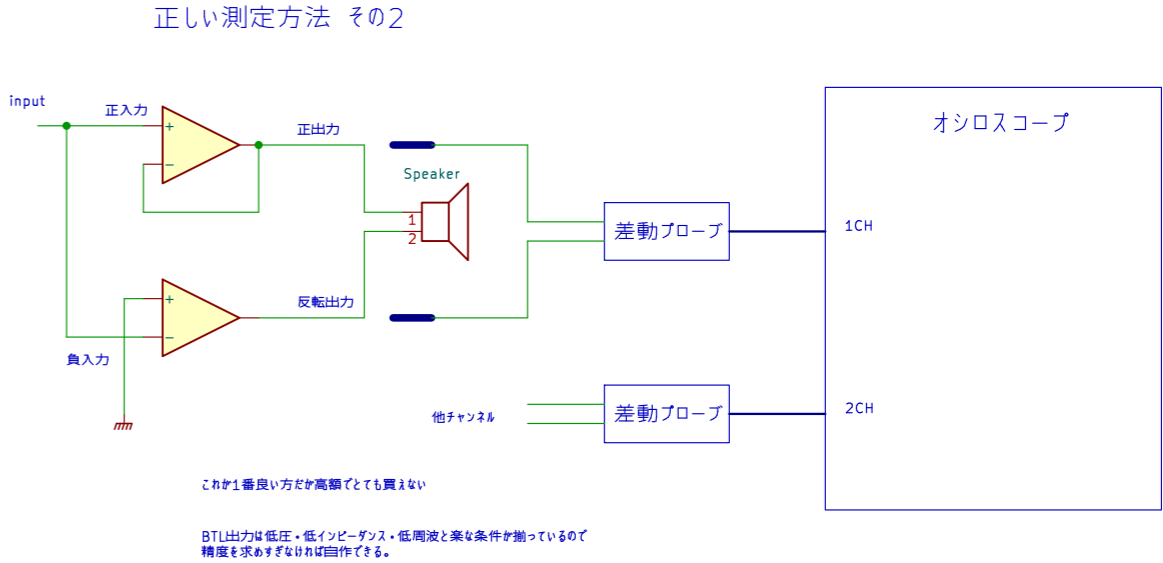 正しい測定方法 その2
input
正入力
+
-
正出力
Speaker
1
2
差動プローブ
オシロスコープ
1CH
+
-
反転出力
負入力
他チャンネル
差動プローブ
2CH
これが1番良い方だが高額でとても買えない
BTL出力は低圧・低インピーダンス・低周波と楽な条件が揃っているので
精度を求めすぎなければ自作できる。